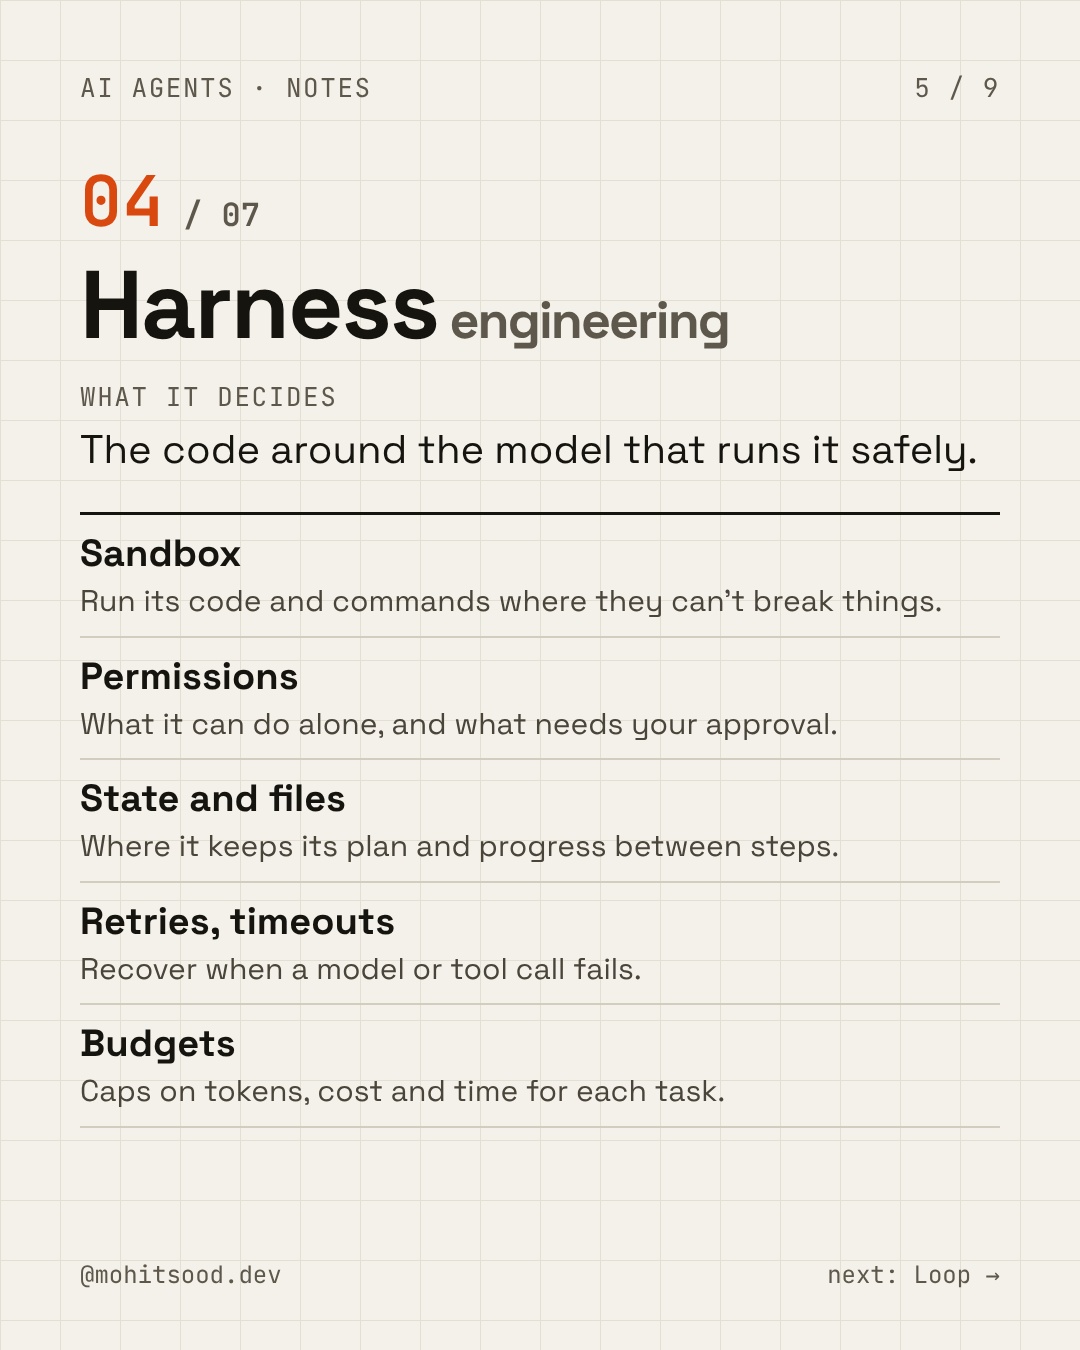 AI AGENTS · NOTES
5 / 9
04 / 07
Harness engineering
WHAT IT DECIDES
The code around the model that runs it safely.
Sandbox
Run its code and commands where they can’t break things.
Permissions
What it can do alone, and what needs your approval.
State and files
Where it keeps its plan and progress between steps.
Retries, timeouts
Recover when a model or tool call fails.
Budgets
Caps on tokens, cost and time for each task.
@mohitsood.dev
next: Loop →